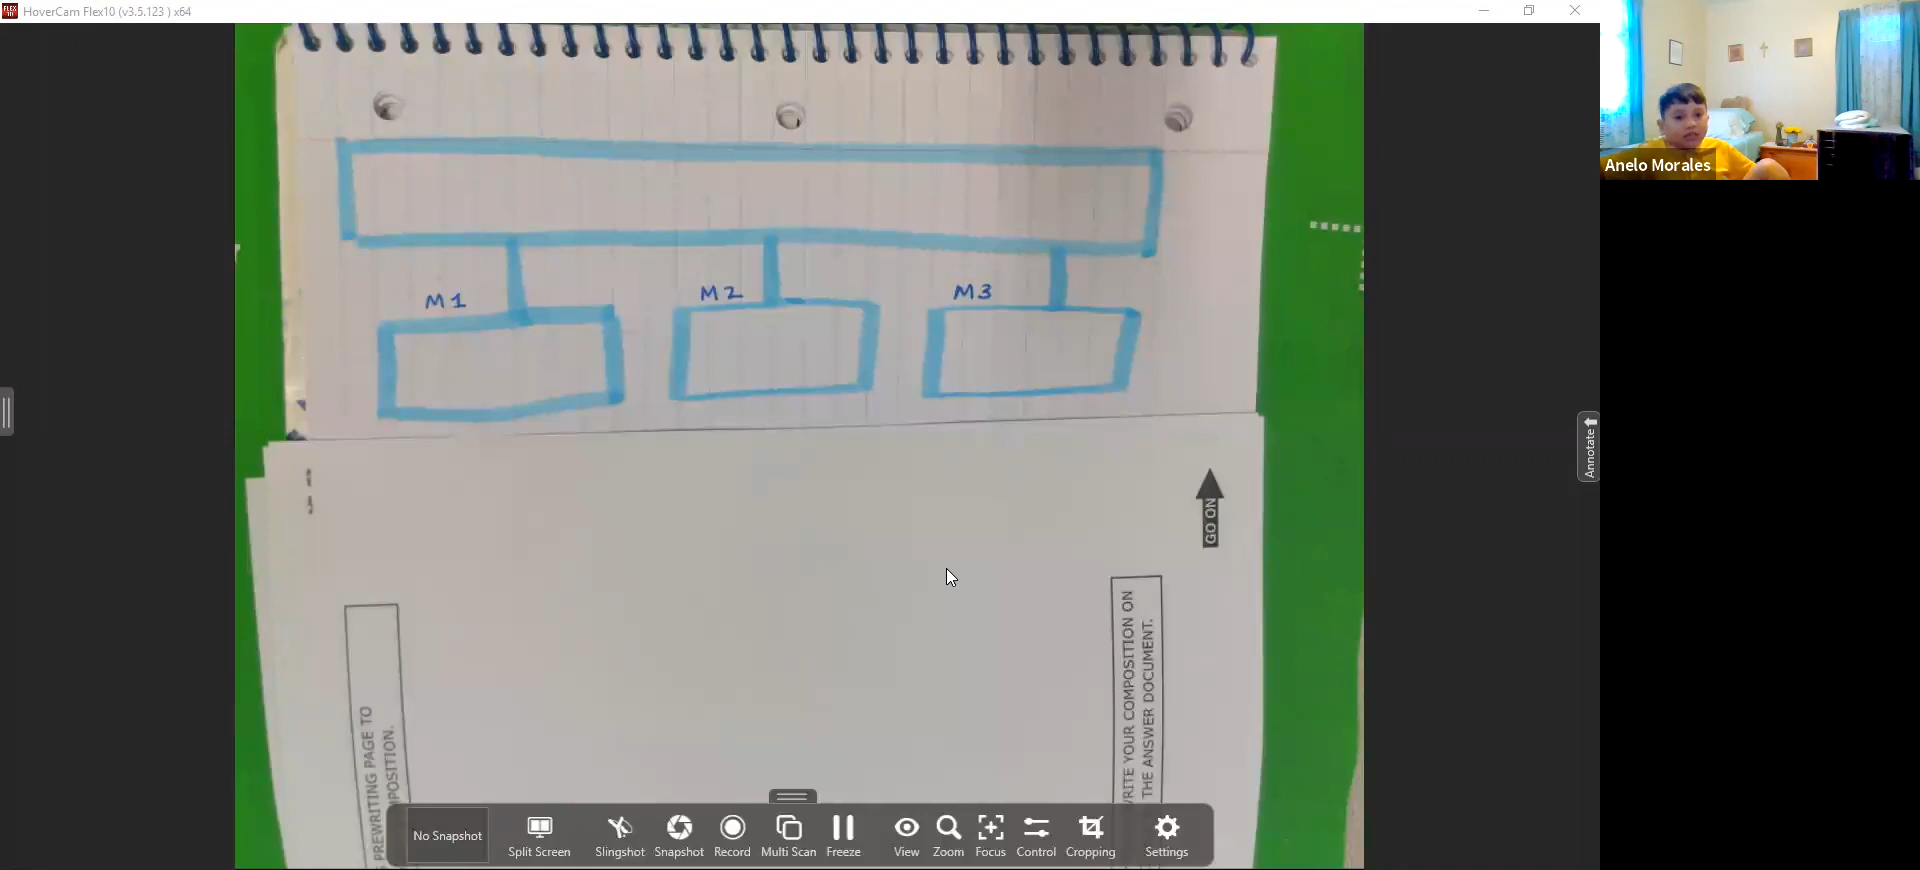 HoverCam Flex10 (v3.5.123 ) x64
Anelo Morales
M1
M2
M3
GO ON
PREWRITING PAGE TO
WRITE YOUR COMPOSITION ON
THE ANSWER DOCUMENT.
Annotate
No Snapshot
Split Screen
Slingshot
Snapshot
Record
Multi Scan
Freeze
View
Zoom
Focus
Control
Cropping
Settings